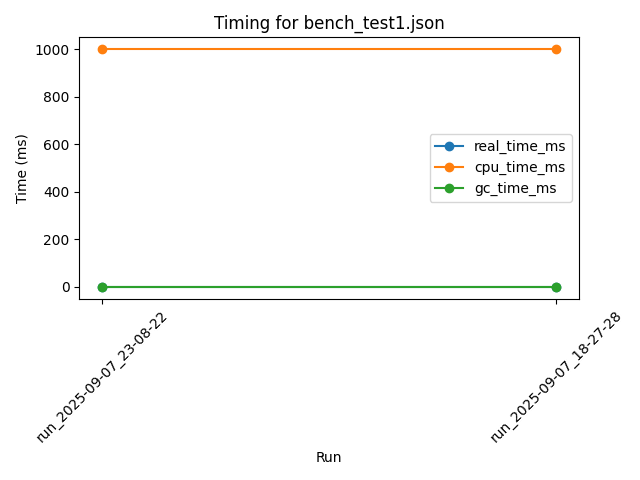 Timing for bench_test1.json
Time (ms)
1000
800
600
400
200
0
real_time_ms
cpu_time_ms
gc_time_ms
run_2025-09-07_23-08-22
run_2025-09-07_18-27-28
Run